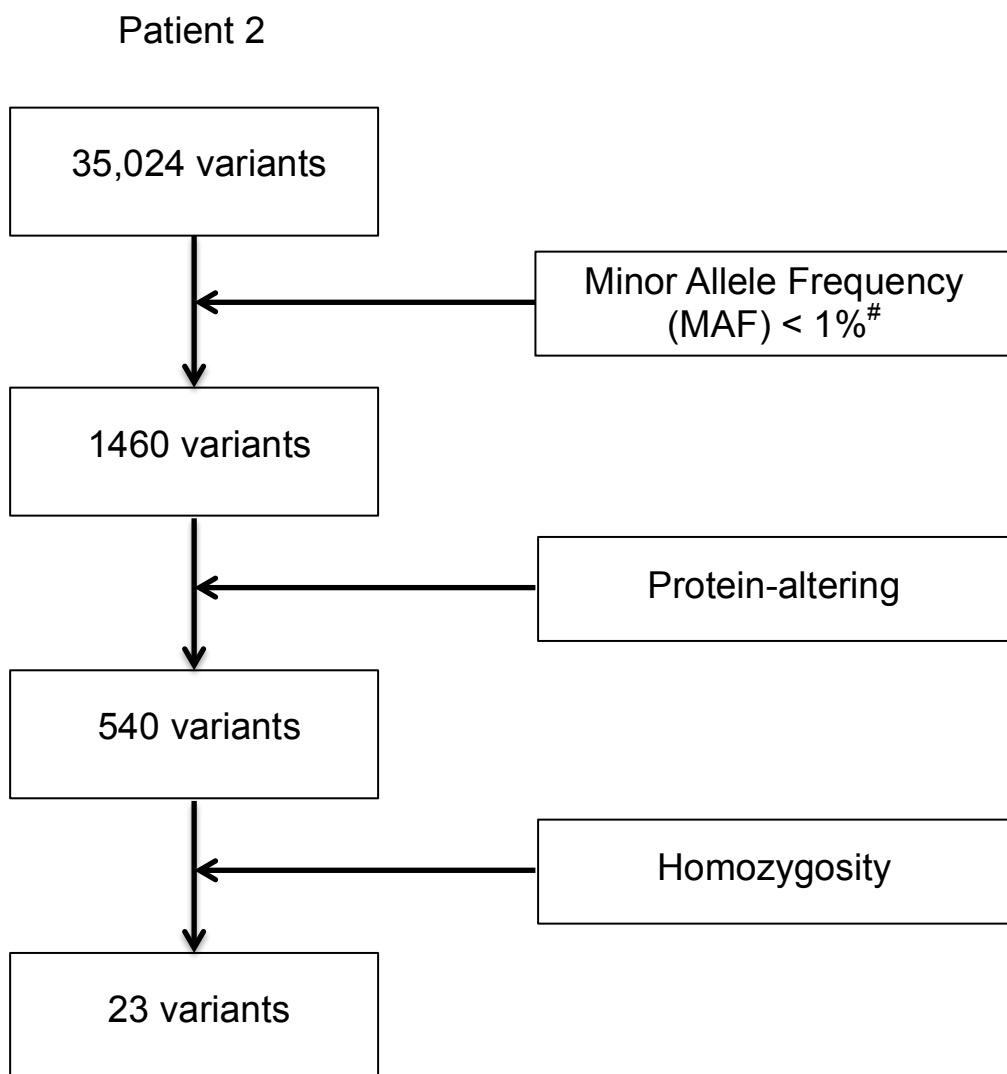 Patient 2
35,024 variants
Minor Allele Frequency
(MAF) < 1%#
1460 variants
Protein-altering
540 variants
Homozygosity
23 variants